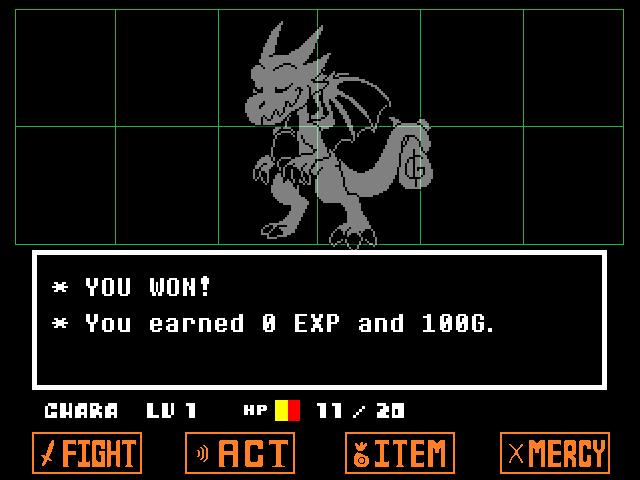 G
* YOU WON!
* You earned 0 EXP and 100G.
CHARA LV 1 HP 11 / 20
FIGHT ACT ITEM MERCY